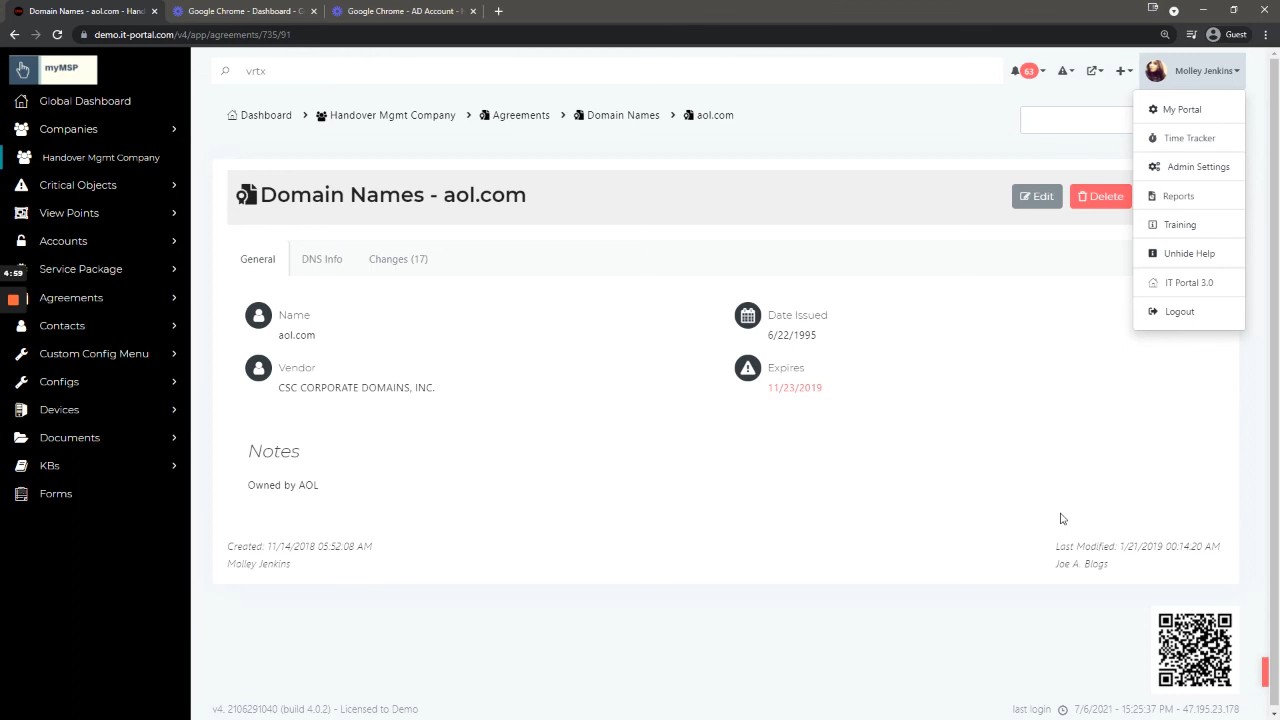 Domain Names - aol.com - Hand
Google Chrome - Dashboard - G
Google Chrome - AD Account - H
demo.it-portal.com/v4/app/agreements/735/91
Guest
myMSP
vrtx
63
Molley Jenkins
Global Dashboard
Companies
Handover Mgmt Company
Critical Objects
View Points
Accounts
Service Package
Agreements
Contacts
Custom Config Menu
Configs
Devices
Documents
KBs
Forms
4:59
Dashboard
Handover Mgmt Company
Agreements
Domain Names
aol.com
My Portal
Time Tracker
Admin Settings
Reports
Training
Unhide Help
IT Portal 3.0
Logout
Domain Names - aol.com
Edit
Delete
General
DNS Info
Changes (17)
Name
aol.com
Date Issued
6/22/1995
Vendor
CSC CORPORATE DOMAINS, INC.
Expires
11/23/2019
Notes
Owned by AOL
Created: 11/14/2018 05:52:08 AM
Molley Jenkins
Last Modified: 1/21/2019 00:14:20 AM
Joe A. Blogs
v4, 2106291040 (build 4.0.2) - Licensed to Demo
last login 7/6/2021 - 15:25:37 PM - 47.195.23.178